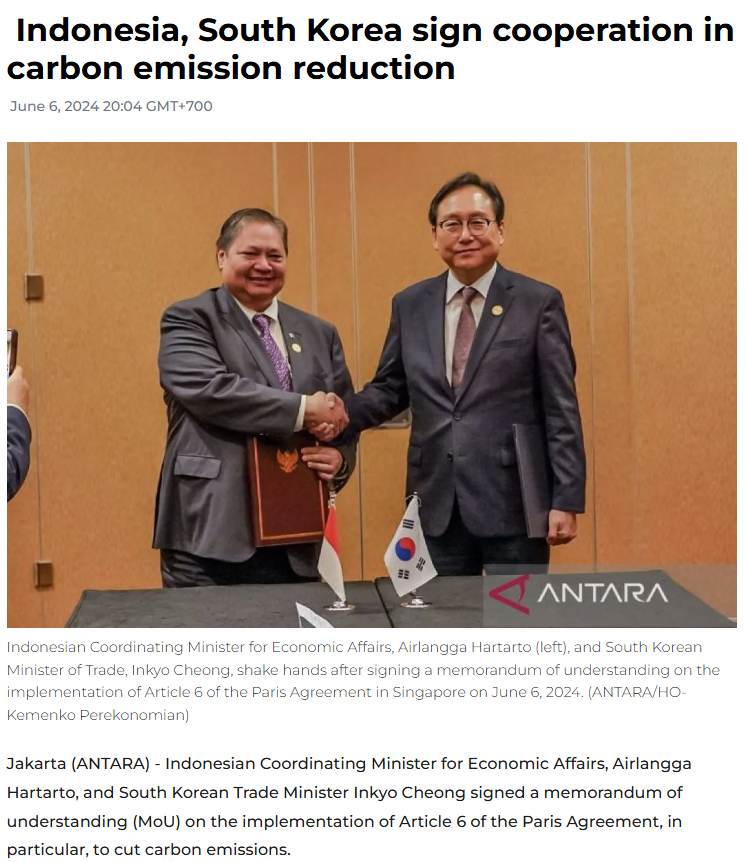 Indonesia, South Korea sign cooperation in
carbon emission reduction
June 6, 2024 20:04 GMT+700
ANTARA
Indonesian Coordinating Minister for Economic Affairs, Airlangga Hartarto (left), and South Korean
Minister of Trade, Inkyo Cheong, shake hands after signing a memorandum of understanding on the
implementation of Article 6 of the Paris Agreement in Singapore on June 6, 2024. (ANTARA/HO-
Kemenko Perekonomian)
Jakarta (ANTARA) - Indonesian Coordinating Minister for Economic Affairs, Airlangga
Hartarto, and South Korean Trade Minister Inkyo Cheong signed a memorandum of
understanding (MoU) on the implementation of Article 6 of the Paris Agreement, in
particular, to cut carbon emissions.